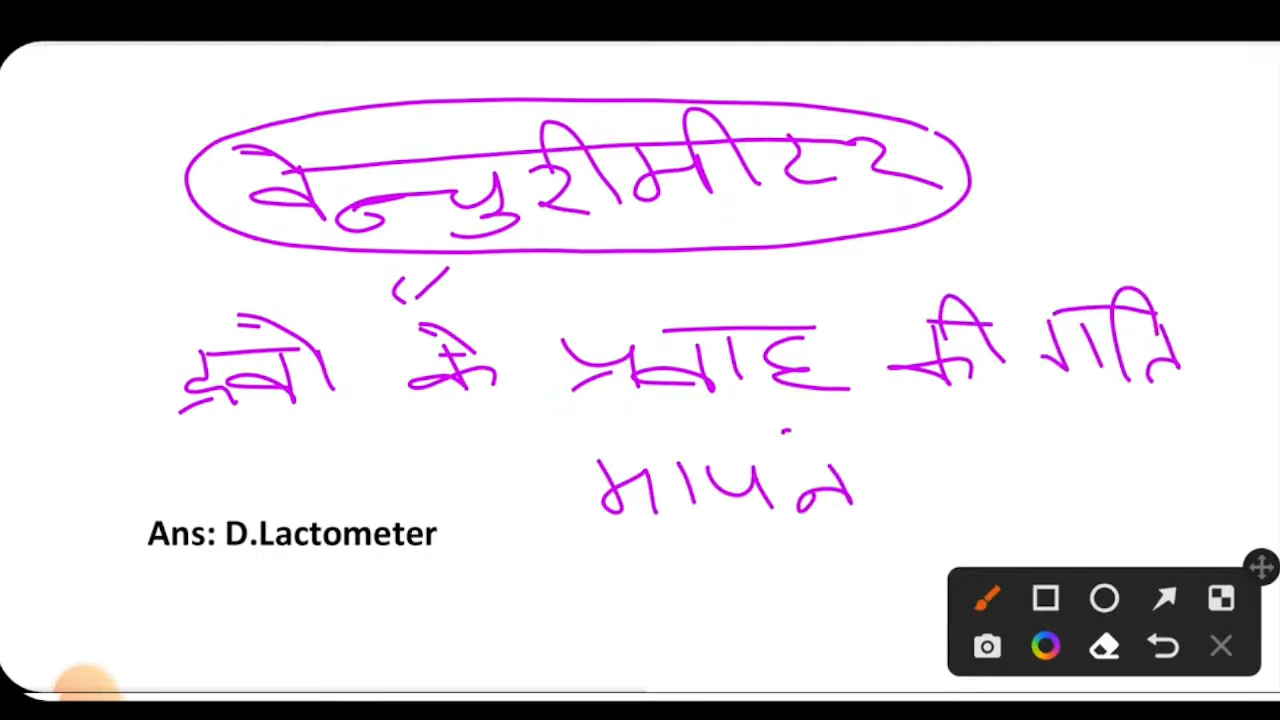 वेन्चुरीमीटर
द्रवो के प्रवाह की गति
मापन
Ans: D.Lactometer